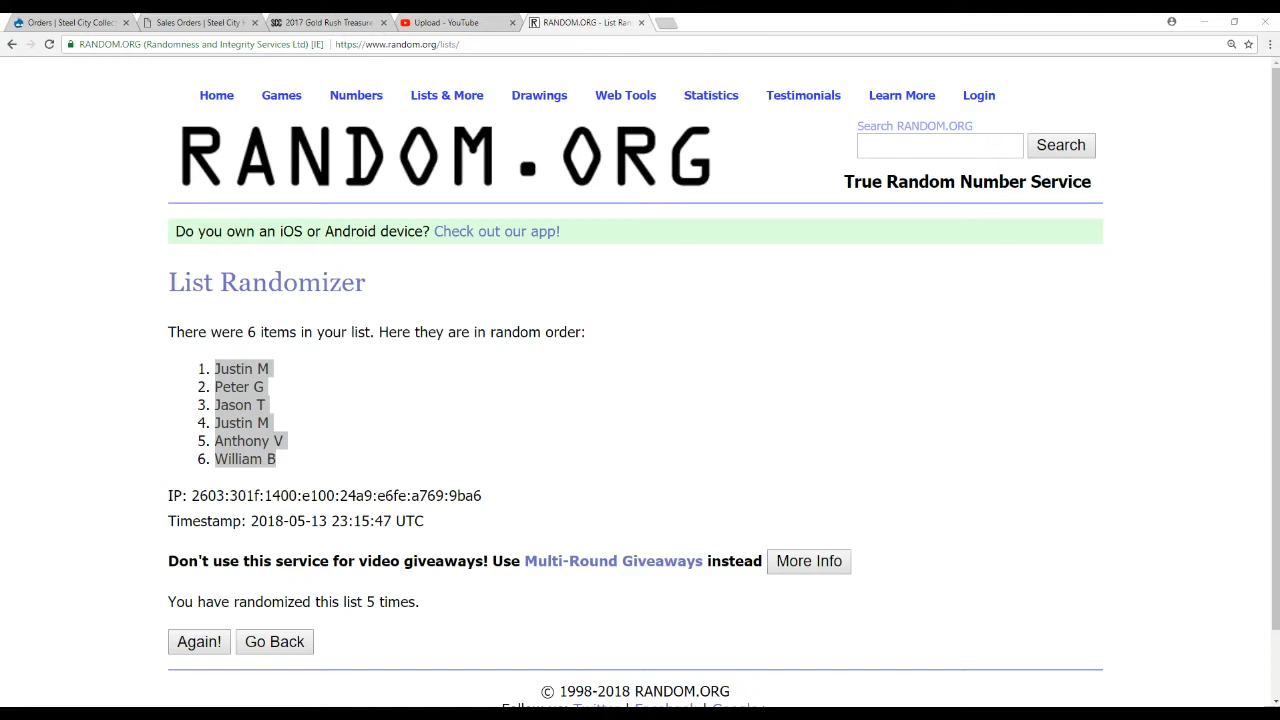 Orders | Steel City Collec
Sales Orders | Steel City
2017 Gold Rush Treasure
Upload - YouTube
RANDOM.ORG - List Ran
RANDOM.ORG (Randomness and Integrity Services Ltd) [IE]
https://www.random.org/lists/
Home Games Numbers Lists & More Drawings Web Tools Statistics Testimonials Learn More Login
RANDOM.ORG
Search RANDOM.ORG
Search
True Random Number Service
Do you own an iOS or Android device? Check out our app!
List Randomizer
There were 6 items in your list. Here they are in random order:
1. Justin M
2. Peter G
3. Jason T
4. Justin M
5. Anthony V
6. William B
IP: 2603:301f:1400:e100:24a9:e6fe:a769:9ba6
Timestamp: 2018-05-13 23:15:47 UTC
Don't use this service for video giveaways! Use Multi-Round Giveaways instead More Info
You have randomized this list 5 times.
Again! Go Back
© 1998-2018 RANDOM.ORG